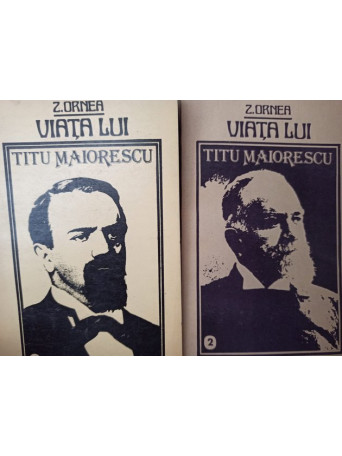 Z. ORNEA
VIAȚA LUI
TITU MAIORESCU
Z. ORNEA
VIAȚA LUI
TITU MAIORESCU
2